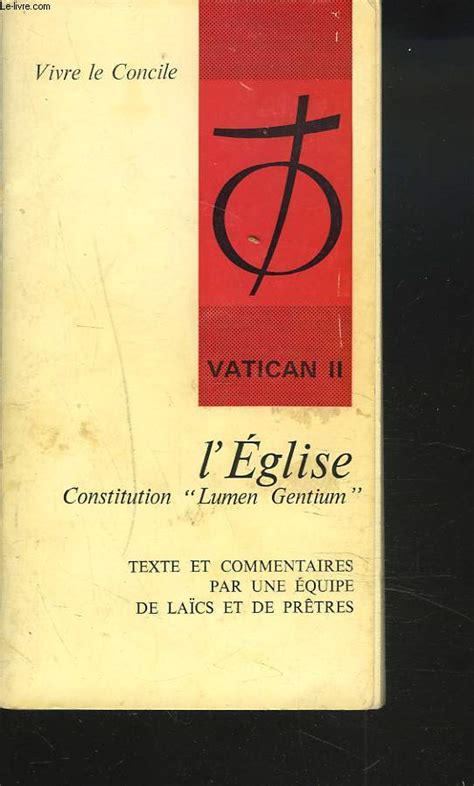 Le-livre.com
Vivre le Concile
VATICAN II
l'Église
Constitution “Lumen Gentium”
TEXTE ET COMMENTAIRES
PAR UNE ÉQUIPE
DE LAÏCS ET DE PRÊTRES